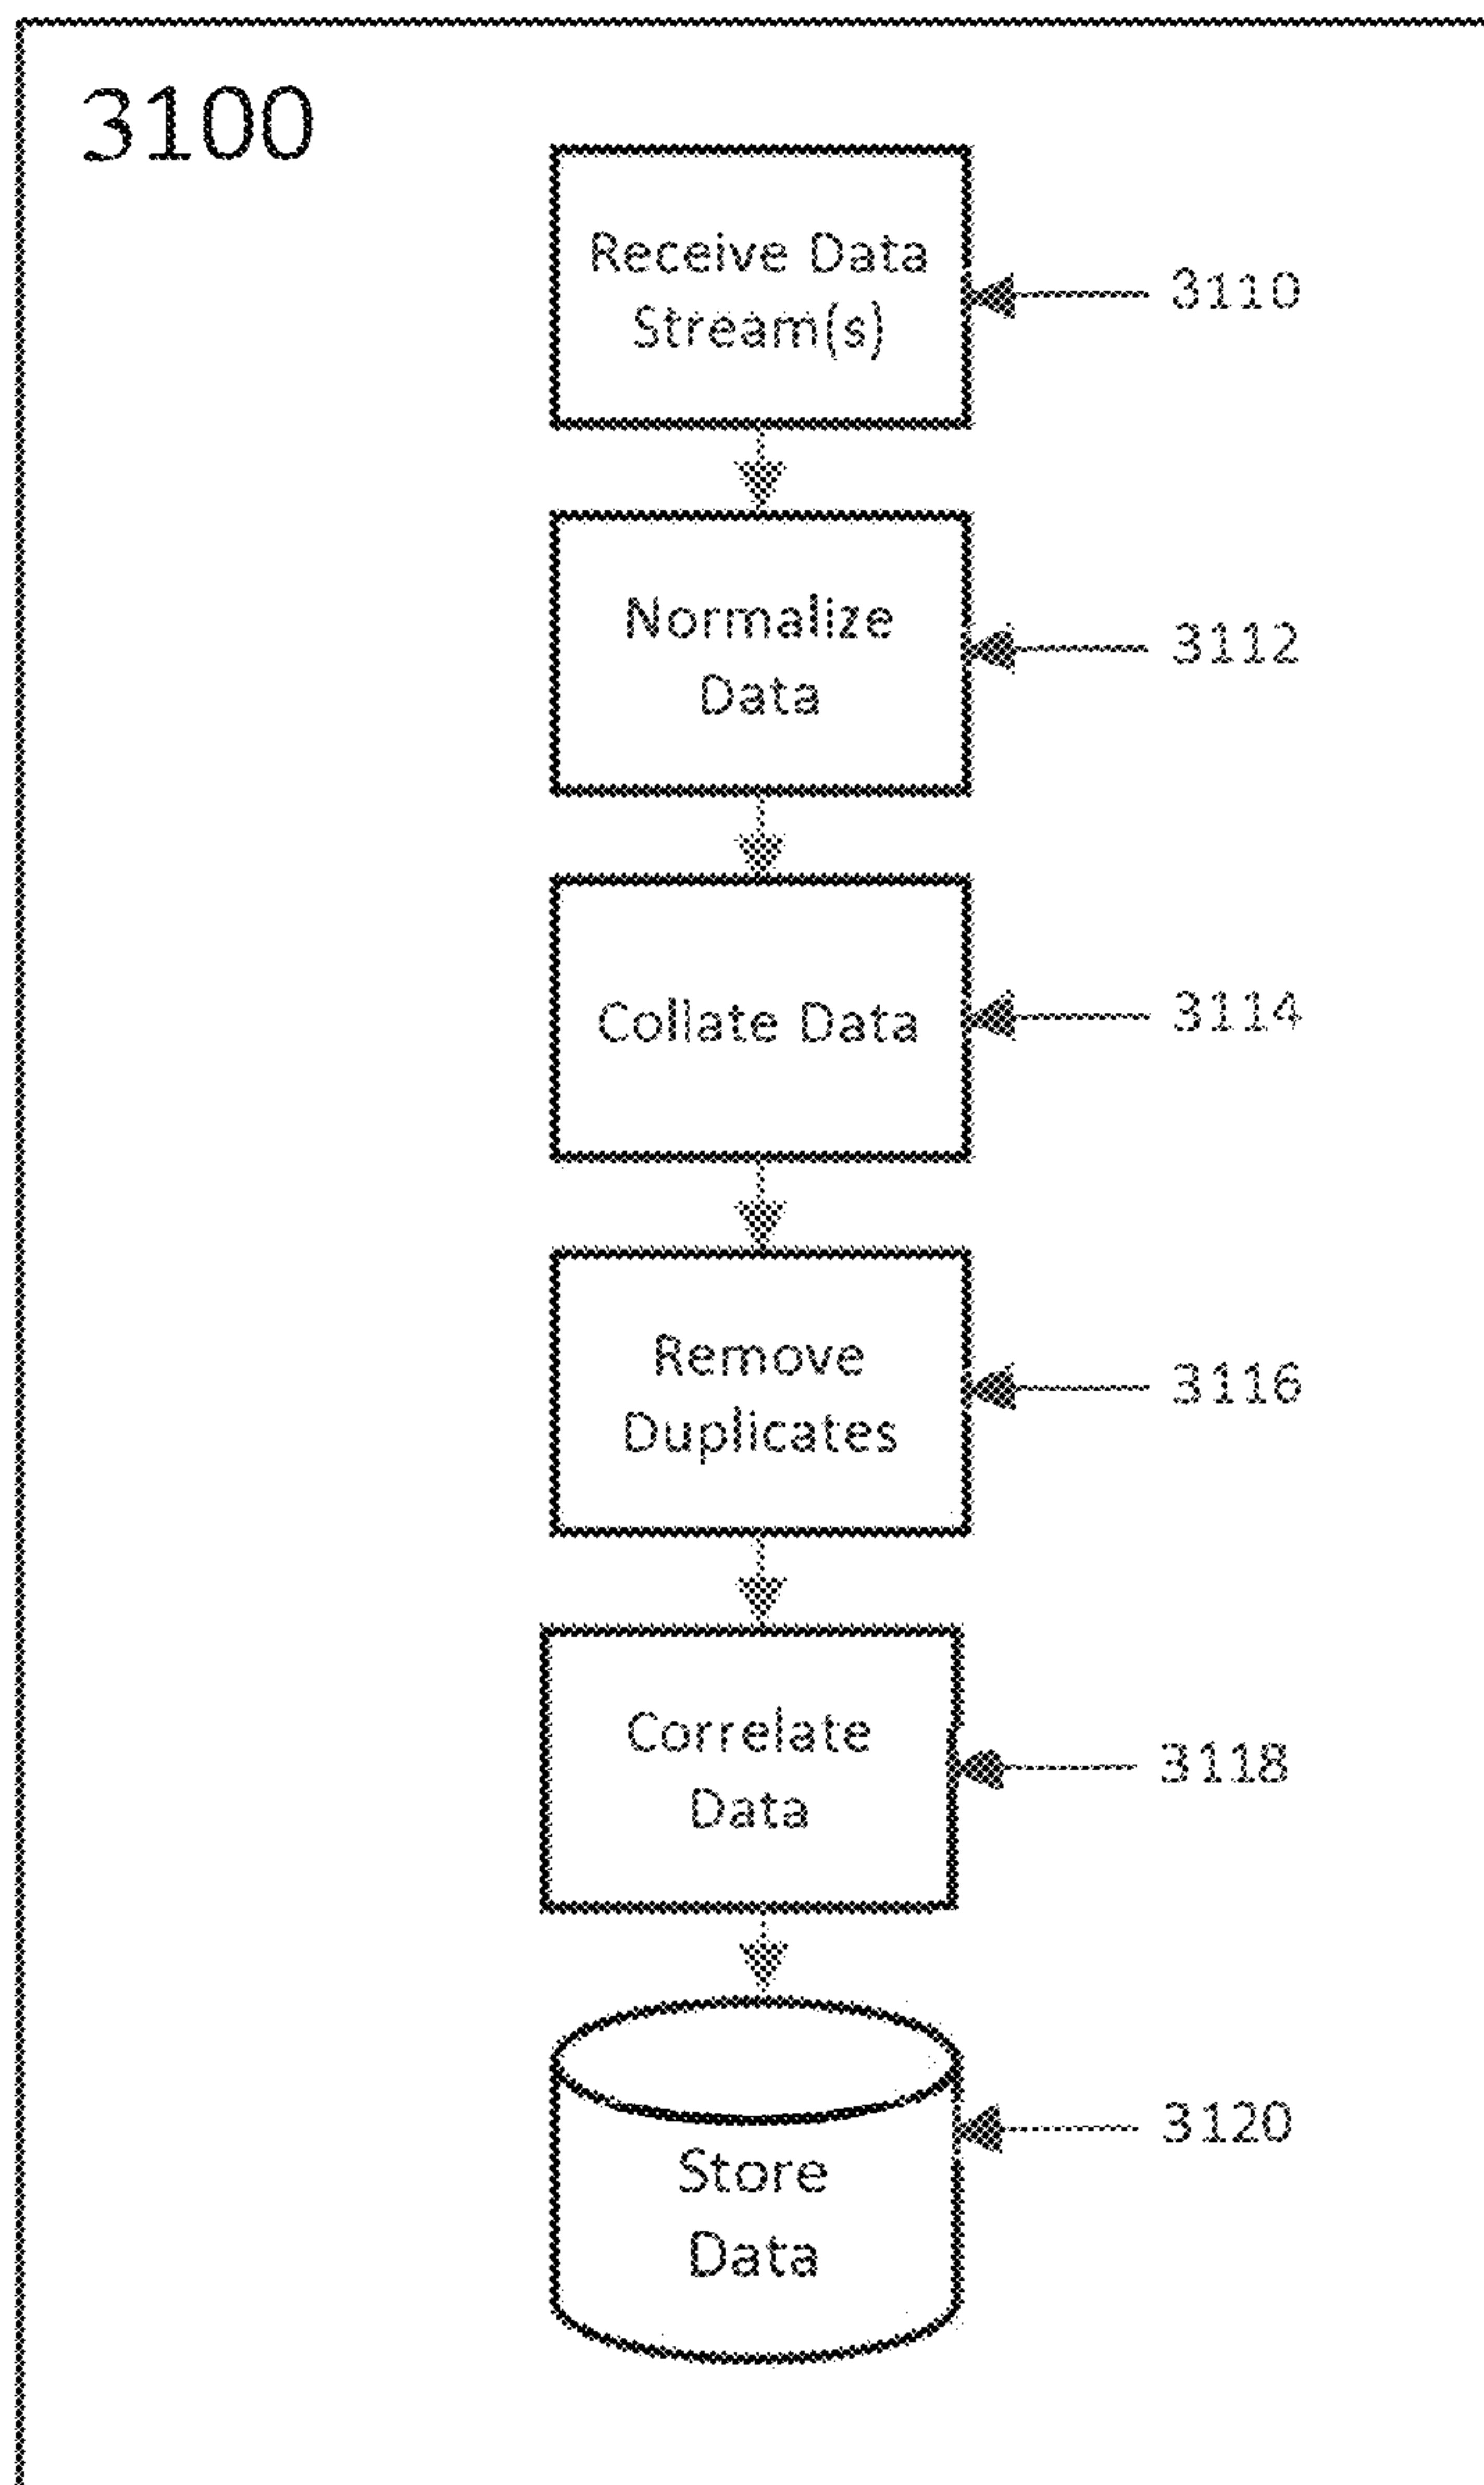 3100
Receive Data
Stream(s)
3110
Normalize
Data
3112
Collate Data
3114
Remove
Duplicates
3116
Correlate
Data
3118
Store
Data
3120